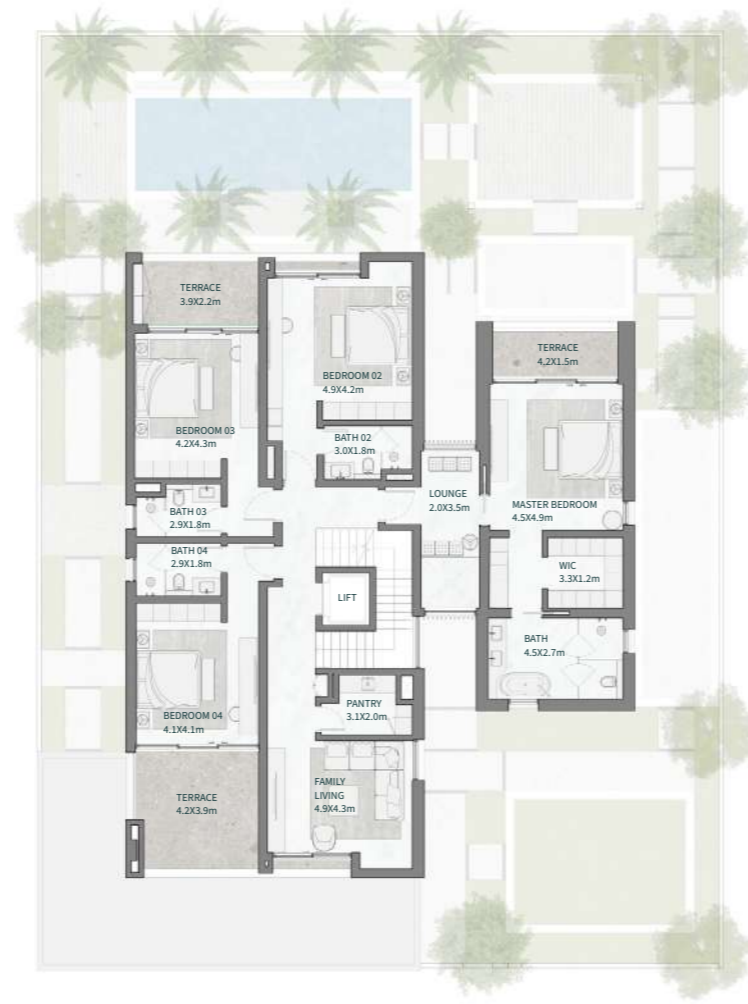 TERRACE
3.9X2.2m
BEDROOM 02
4.9X4.2m
TERRACE
4.2X1.5m
BEDROOM 03
4.2X4.3m
BATH 02
3.0X1.8m
LOUNGE
2.0X3.5m
MASTER BEDROOM
4.5X4.9m
BATH 03
2.9X1.8m
BATH 04
2.9X1.8m
WIC
3.3X1.2m
LIFT
BATH
4.5X2.7m
PANTRY
3.1X2.0m
BEDROOM 04
4.1X4.1m
FAMILY
LIVING
4.9X4.3m
TERRACE
4.2X3.9m